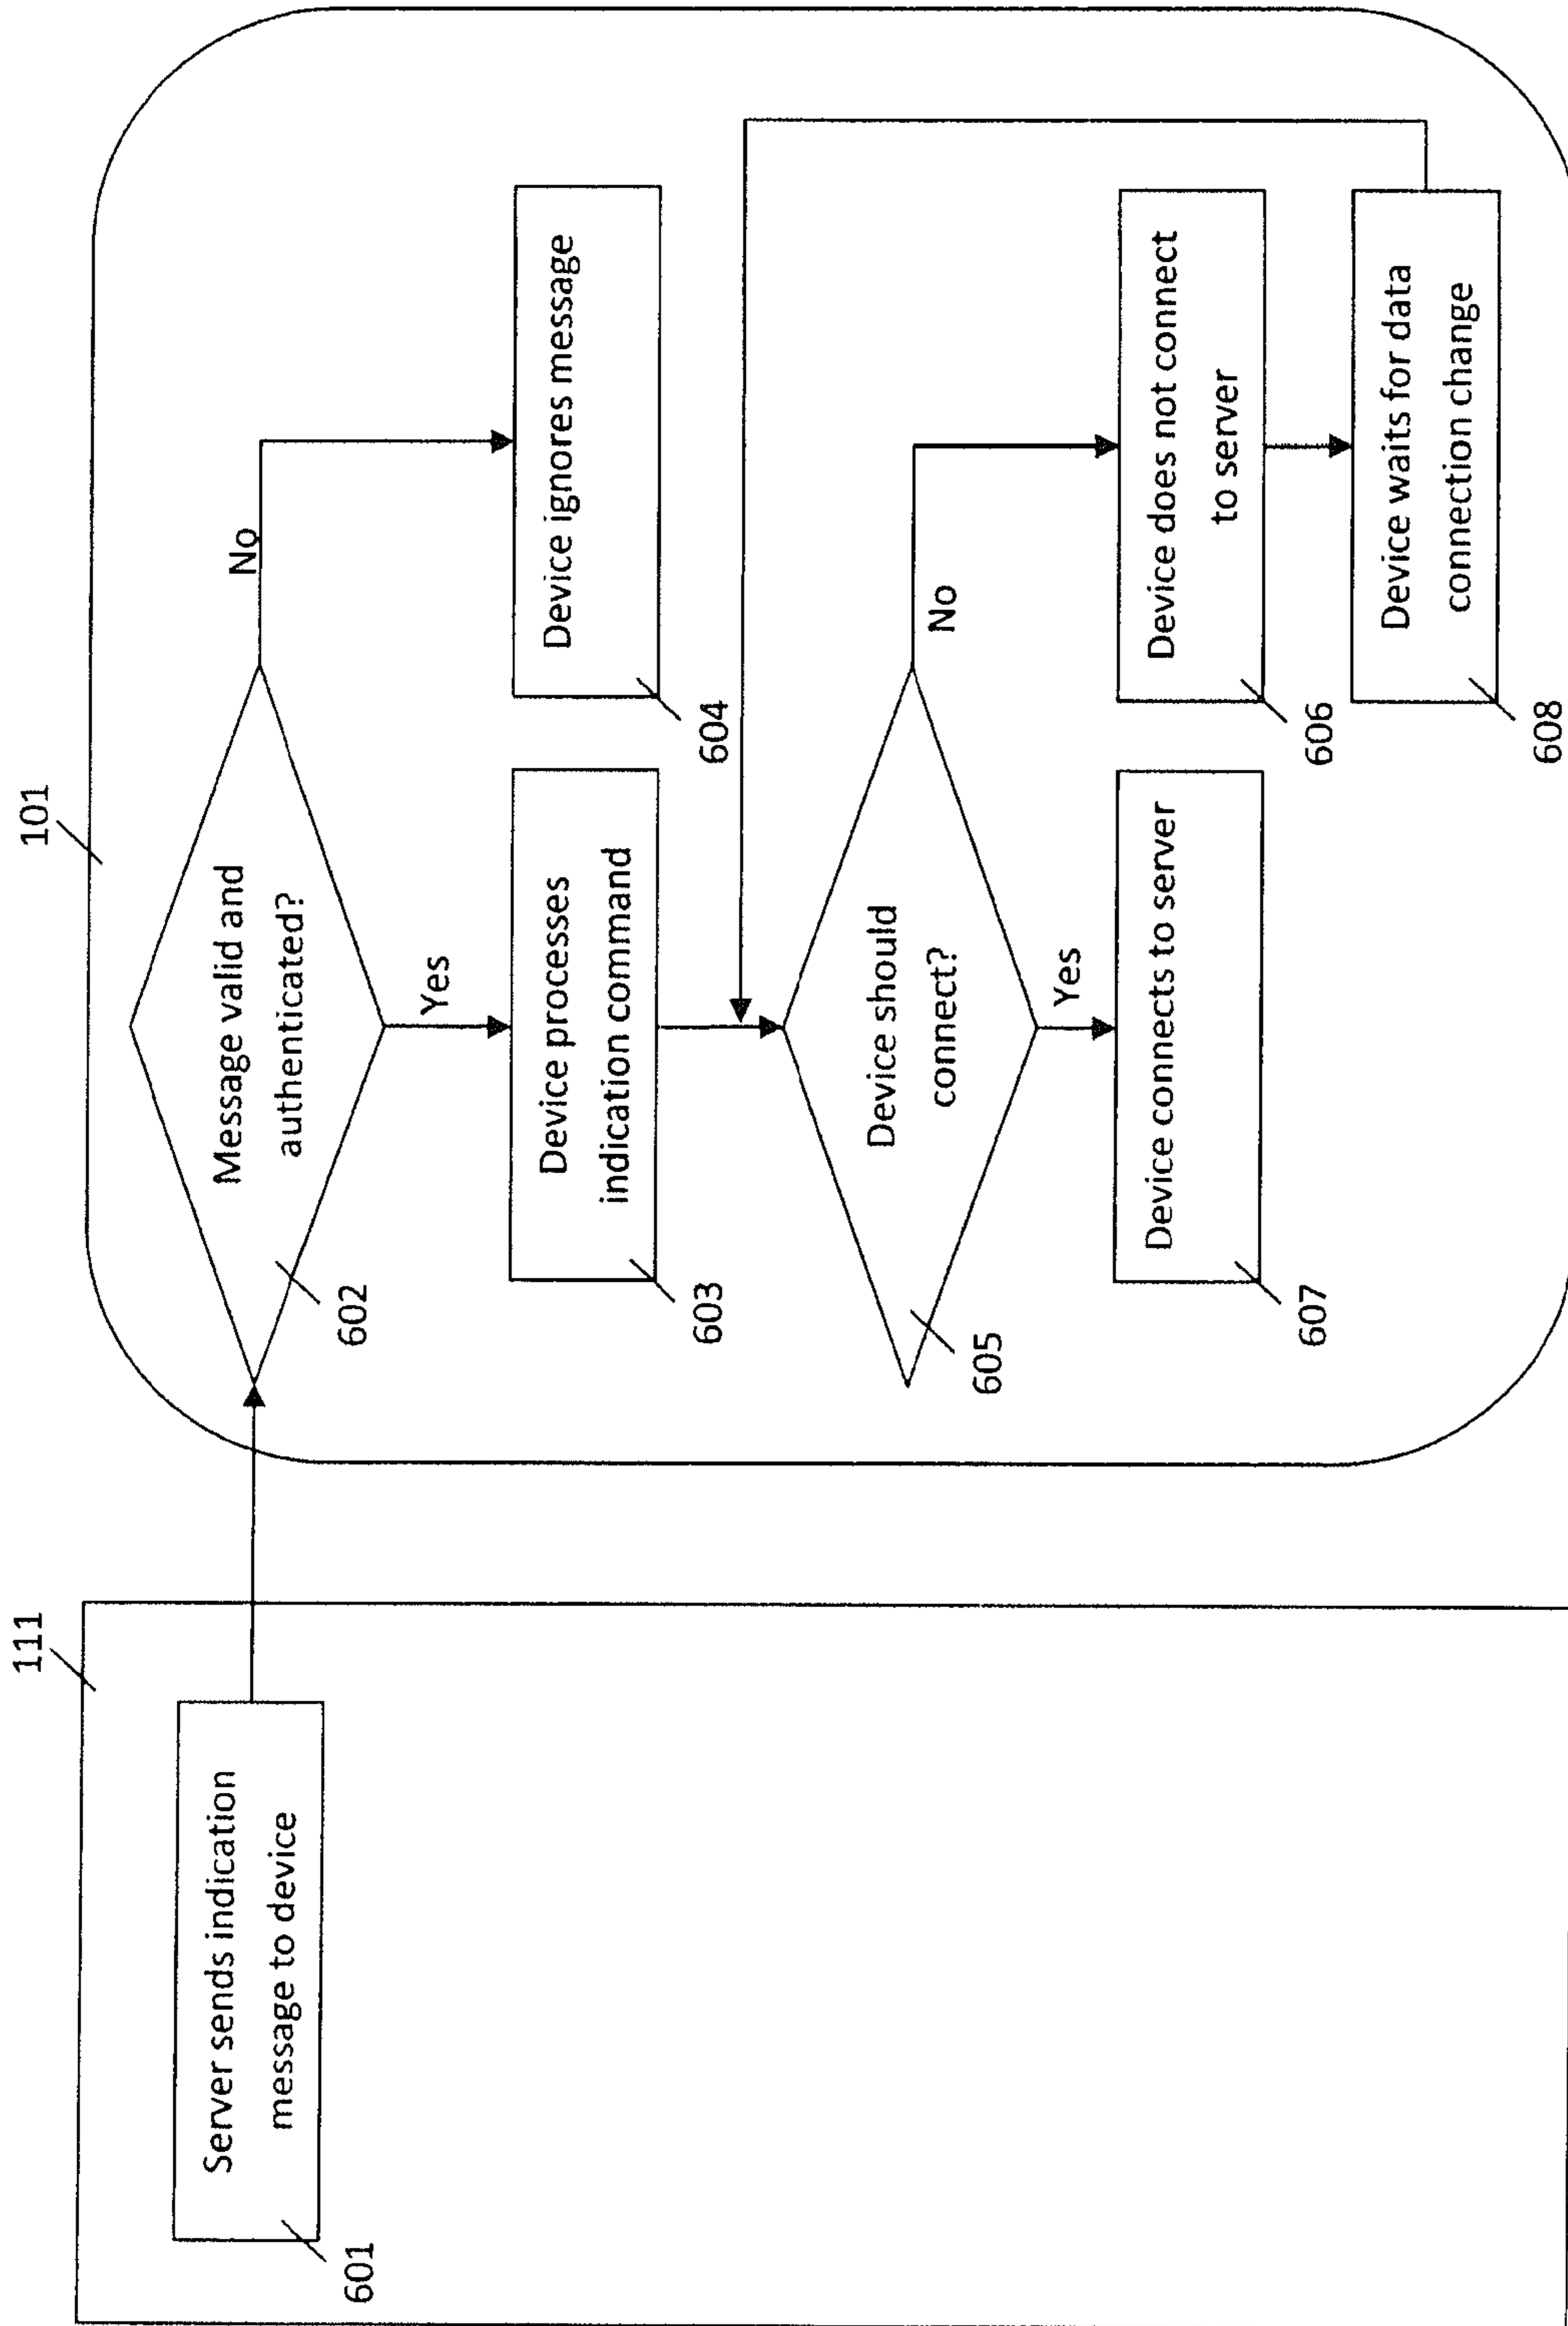 111
101
Server sends indication
message to device
601
Message valid and
authenticated?
602
No
Yes
Device processes
indication command
603
Device ignores message
604
Device should
connect?
605
No
Yes
Device connects to server
607
Device does not connect
to server
606
Device waits for data
connection change
608